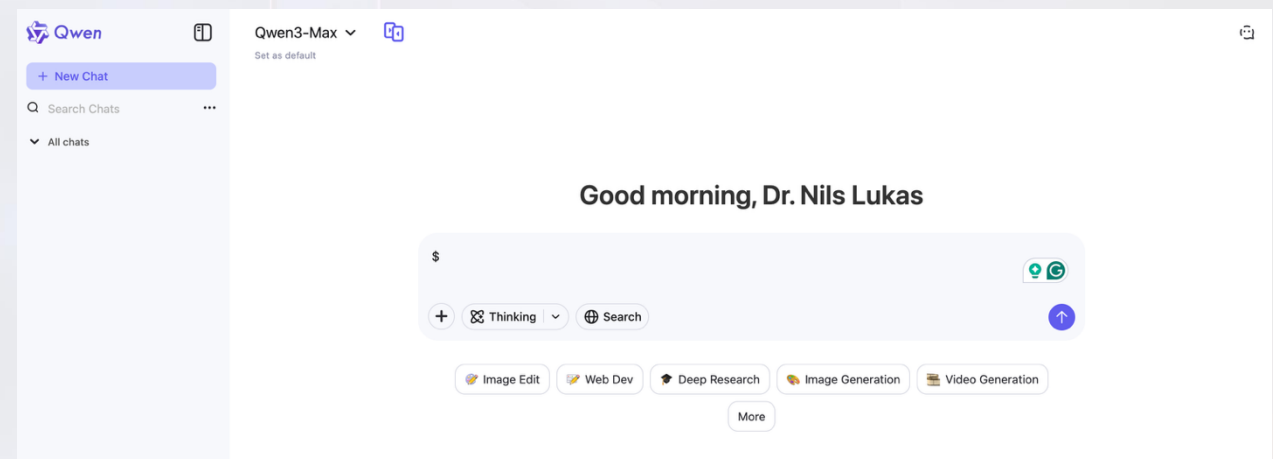 Qwen
Qwen3-Max
Set as default
+ New Chat
Search Chats
All chats
Good morning, Dr. Nils Lukas
$
Thinking
Search
Image Edit
Web Dev
Deep Research
Image Generation
Video Generation
More